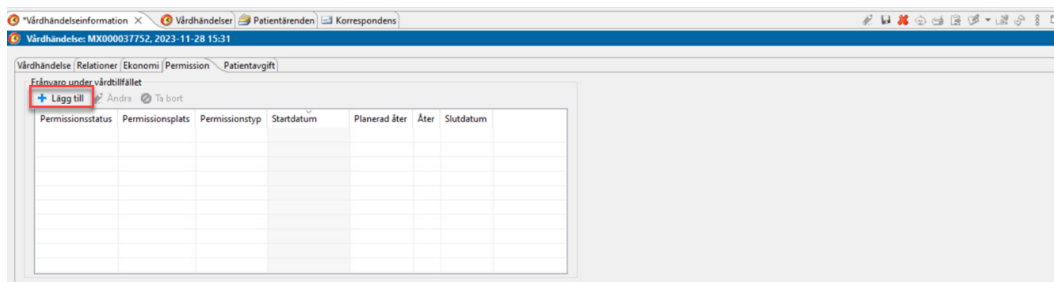 *Vårdhändelseinformation Vårdhändelser Patientärenden Korrespondens
Vårdhändelse: MX000037752, 2023-11-28 15:31
Vårdhändelse Relationer Ekonomi Permission Patientavgift
Frånvaro under vårdtillfället
Lägg till Ändra Ta bort
Permissionsstatus Permissionsplats Permissionstyp Startdatum Planerad åter Åter Slutdatum